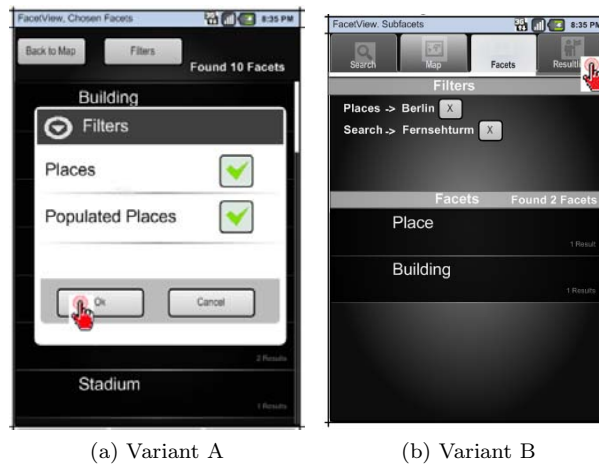 FacetView, Chosen Facets
8:35 PM
Back to Map
Filters
Found 10 Facets
Building
Filters
Places
Populated Places
Ok
Cancel
2 Results
Stadium
1 Results
(a) Variant A
FacetView. Subfacets
8:35 PM
Search
Map
Facets
Filters
Places -> Berlin X
Search -> Fernsehturm X
Facets Found 2 Facets
Place
1 Result
Building
1 Results
(b) Variant B